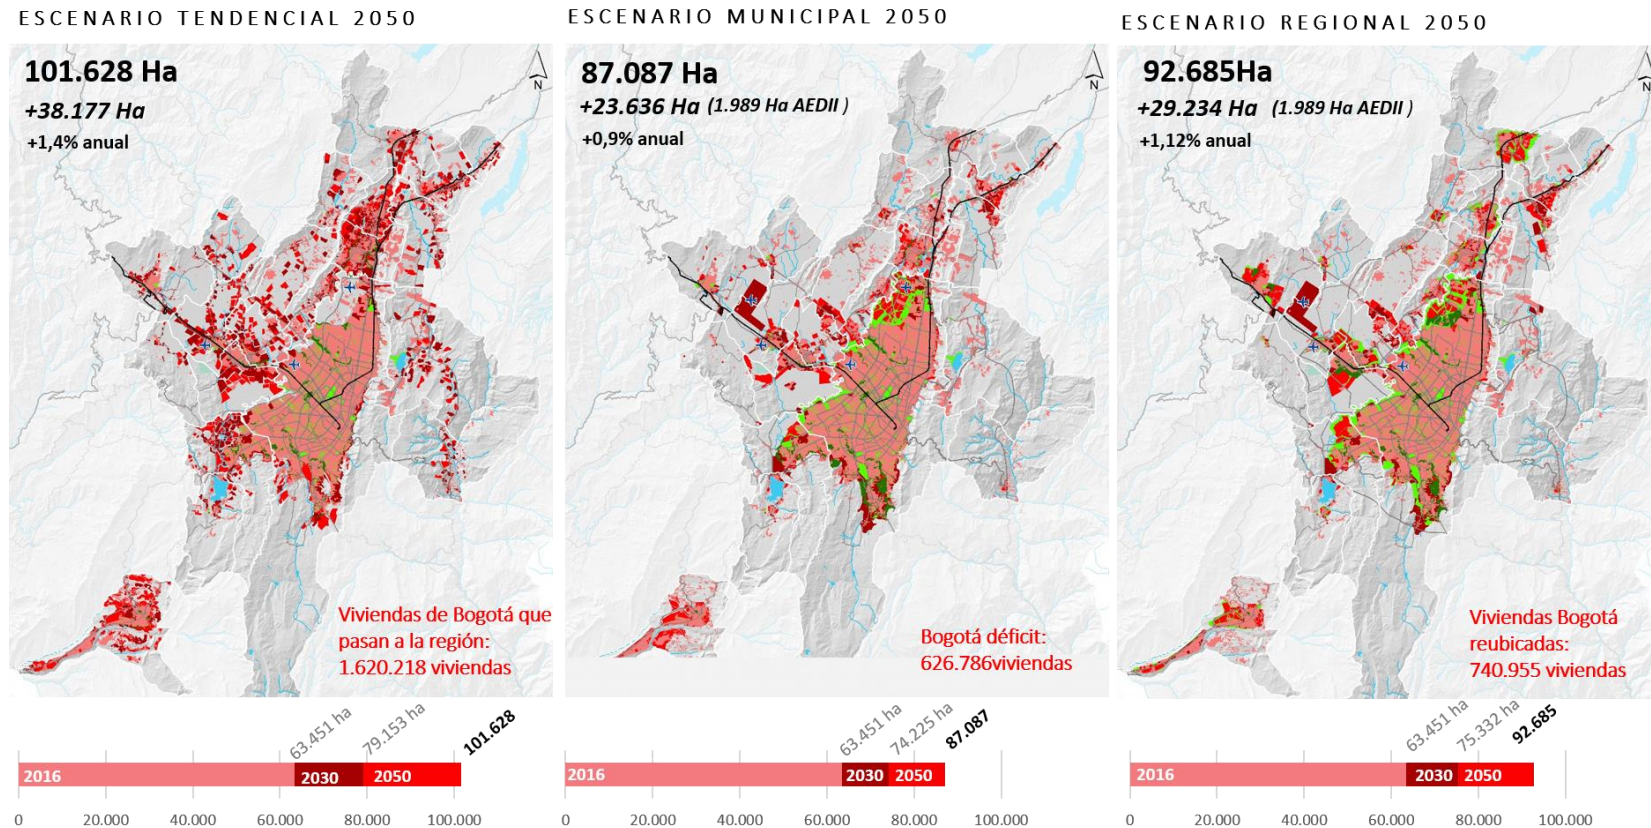 ESCENARIO TENDENCIAL 2050
101.628 Ha
+38.177 Ha
+1,4% anual
N
Viviendas de Bogotá que
pasan a la región:
1.620.218 viviendas
63.451 ha
79.153 ha
101.628
2016
2030
2050
0
20.000
40.000
60.000
80.000
100.000
ESCENARIO MUNICIPAL 2050
87.087 Ha
+23.636 Ha (1.989 Ha AEDII )
+0,9% anual
N
Bogotá déficit:
626.786viviendas
63.451 ha
74.225 ha
87.087
2016
2030
2050
0
20.000
40.000
60.000
80.000
100.000
ESCENARIO REGIONAL 2050
92.685Ha
+29.234 Ha (1.989 Ha AEDII )
+1,12% anual
N
Viviendas Bogotá
reubicadas:
740.955 viviendas
63.451 ha
75.332 ha
92.685
2016
2030
2050
0
20.000
40.000
60.000
80.000
100.000